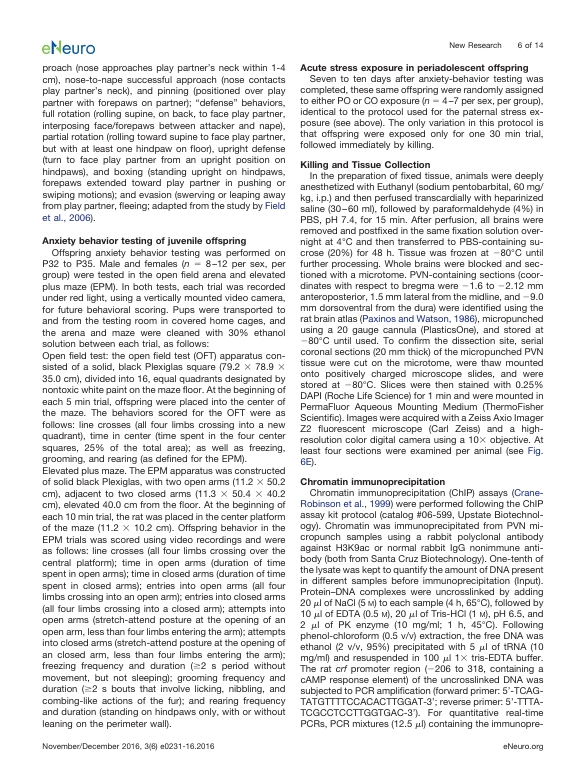 eNeuro
New Research 6 of 14
proach (nose approaches play partner's neck within 1-4
cm), nose-to-nape successful approach (nose contacts
play partner's neck), and pinning (positioned over play
partner with forepaws on partner); "defense" behaviors,
full rotation (rolling supine, on back, to face play partner,
interposing face/forepaws between attacker and nape),
partial rotation (rolling toward supine to face play partner,
but with at least one hindpaw on floor), upright defense
(turn to face play partner from an upright position on
hindpaws), and boxing (standing upright on hindpaws,
forepaws extended toward play partner in pushing or
swiping motions); and evasion (swerving or leaping away
from play partner, fleeing; adapted from the study by Field
et al., 2006).
Anxiety behavior testing of juvenile offspring
Offspring anxiety behavior testing was performed on
P32 to P35. Male and females (n = 8–12 per sex, per
group) were tested in the open field arena and elevated
plus maze (EPM). In both tests, each trial was recorded
under red light, using a vertically mounted video camera,
for future behavioral scoring. Pups were transported to
and from the testing room in covered home cages, and
the arena and maze were cleaned with 30% ethanol
solution between each trial, as follows:
Open field test: the open field test (OFT) apparatus con-
sisted of a solid, black Plexiglas square (79.2 × 78.9 ×
35.0 cm), divided into 16, equal quadrants designated by
nontoxic white paint on the maze floor. At the beginning of
each 5 min trial, offspring were placed into the center of
the maze. The behaviors scored for the OFT were as
follows: line crosses (all four limbs crossing into a new
quadrant), time in center (time spent in the four center
squares, 25% of the total area); as well as freezing,
grooming, and rearing (as defined for the EPM).
Elevated plus maze. The EPM apparatus was constructed
of solid black Plexiglas, with two open arms (11.2 × 50.2
cm), adjacent to two closed arms (11.3 × 50.4 × 40.2
cm), elevated 40.0 cm from the floor. At the beginning of
each 10 min trial, the rat was placed in the center platform
of the maze (11.2 × 10.2 cm). Offspring behavior in the
EPM trials was scored using video recordings and were
as follows: line crosses (all four limbs crossing over the
central platform); time in open arms (duration of time
spent in open arms); time in closed arms (duration of time
spent in closed arms); entries into open arms (all four
limbs crossing into an open arm); entries into closed arms
(all four limbs crossing into a closed arm); attempts into
open arms (stretch-attend posture at the opening of an
open arm, less than four limbs entering the arm); attempts
into closed arms (stretch-attend posture at the opening of
an closed arm, less than four limbs entering the arm);
freezing frequency and duration (≥2 s period without
movement, but not sleeping); grooming frequency and
duration (≥2 s bouts that involve licking, nibbling, and
combing-like actions of the fur); and rearing frequency
and duration (standing on hindpaws only, with or without
leaning on the perimeter wall).
Acute stress exposure in periadolescent offspring
Seven to ten days after anxiety-behavior testing was
completed, these same offspring were randomly assigned
to either PO or CO exposure (n = 4–7 per sex, per group),
identical to the protocol used for the paternal stress ex-
posure (see above). The only variation in this protocol is
that offspring were exposed only for one 30 min trial,
followed immediately by killing.
Killing and Tissue Collection
In the preparation of fixed tissue, animals were deeply
anesthetized with Euthanyl (sodium pentobarbital, 60 mg/
kg, i.p.) and then perfused transcardially with heparinized
saline (30–60 ml), followed by paraformaldehyde (4%) in
PBS, pH 7.4, for 15 min. After perfusion, all brains were
removed and postfixed in the same fixation solution over-
night at 4°C and then transferred to PBS-containing su-
crose (20%) for 48 h. Tissue was frozen at −80°C until
further processing. Whole brains were blocked and sec-
tioned with a microtome. PVN-containing sections (coor-
dinates with respect to bregma were −1.6 to −2.12 mm
anteroposterior, 1.5 mm lateral from the midline, and −9.0
mm dorsoventral from the dura) were identified using the
rat brain atlas (Paxinos and Watson, 1986), micropunched
using a 20 gauge cannula (PlasticsOne), and stored at
−80°C until used. To confirm the dissection site, serial
coronal sections (20 mm thick) of the micropunched PVN
tissue were cut on the microtome, were thaw mounted
onto positively charged microscope slides, and were
stored at −80°C. Slices were then stained with 0.25%
DAPI (Roche Life Science) for 1 min and were mounted in
PermaFluor Aqueous Mounting Medium (ThermoFisher
Scientific). Images were acquired with a Zeiss Axio Imager
Z2 fluorescent microscope (Carl Zeiss) and a high-
resolution color digital camera using a 10× objective. At
least four sections were examined per animal (see Fig.
6E).
Chromatin immunoprecipitation
Chromatin immunoprecipitation (ChIP) assays (Crane-
Robinson et al., 1999) were performed following the ChIP
assay kit protocol (catalog #06-599, Upstate Biotechnol-
ogy). Chromatin was immunoprecipitated from PVN mi-
cropunch samples using a rabbit polyclonal antibody
against H3K9ac or normal rabbit IgG nonimmune anti-
body (both from Santa Cruz Biotechnology). One-tenth of
the lysate was kept to quantify the amount of DNA present
in different samples before immunoprecipitation (Input).
Protein–DNA complexes were uncrosslinked by adding
20 μl of NaCl (5 M) to each sample (4 h, 65°C), followed by
10 μl of EDTA (0.5 M), 20 μl of Tris-HCl (1 M), pH 6.5, and
2 μl of PK enzyme (10 mg/ml; 1 h, 45°C). Following
phenol-chloroform (0.5 v/v) extraction, the free DNA was
ethanol (2 v/v, 95%) precipitated with 5 μl of tRNA (10
mg/ml) and resuspended in 100 μl 1× tris-EDTA buffer.
The rat crf promoter region (−206 to 318, containing a
cAMP response element) of the uncrosslinked DNA was
subjected to PCR amplification (forward primer: 5'-TCAG-
TATGTTTTCCACACTTGGAT-3'; reverse primer: 5'-TTTA-
TCGCCTCCTTGGTGAC-3'). For quantitative real-time
PCRs, PCR mixtures (12.5 μl) containing the immunopre-
November/December 2016, 3(6) e0231-16.2016
eNeuro.org